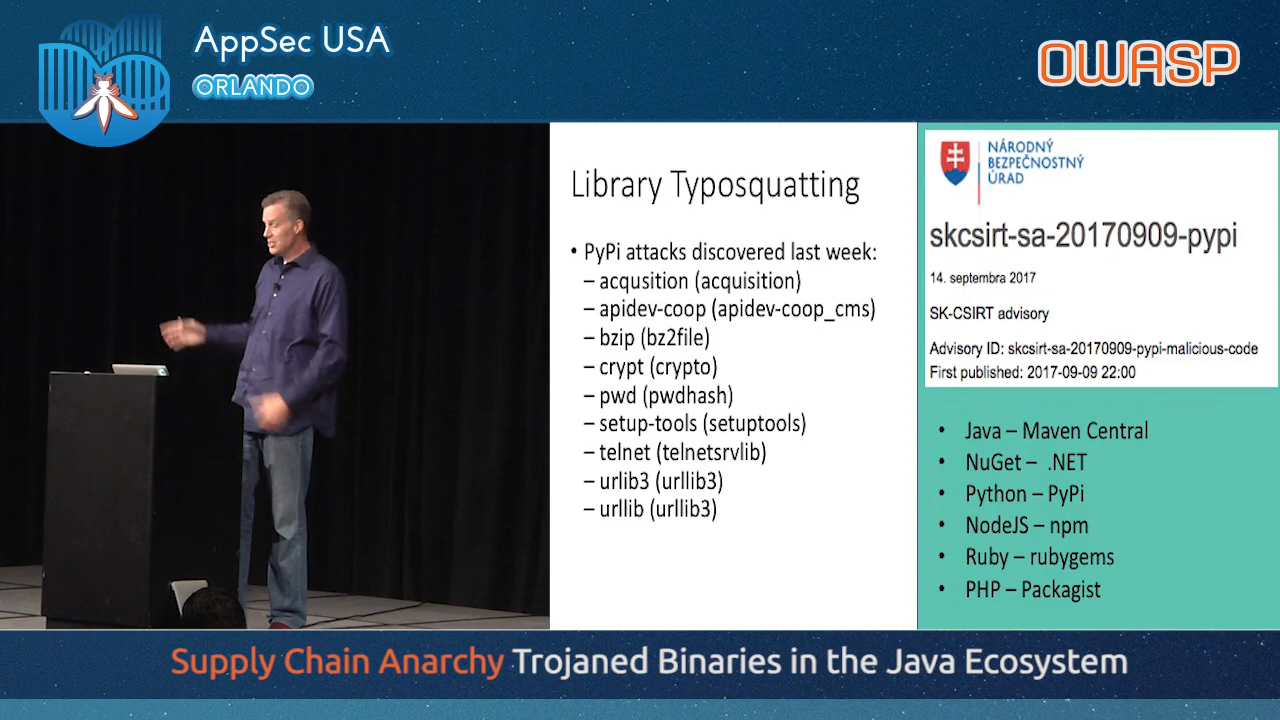 AppSec USA
ORLANDO
OWASP
Library Typosquatting
• PyPi attacks discovered last week:
– acqusition (acquisition)
– apidev-coop (apidev-coop_cms)
– bzip (bz2file)
– crypt (crypto)
– pwd (pwdhash)
– setup-tools (setuptools)
– telnet (telnetsrvlib)
– urlib3 (urllib3)
– urllib (urllib3)
NÁRODNÝ
BEZPEČNOSTNÝ
ÚRAD
skcsirt-sa-20170909-pypi
14. septembra 2017
SK-CSIRT advisory
Advisory ID: skcsirt-sa-20170909-pypi-malicious-code
First published: 2017-09-09 22:00
• Java – Maven Central
• NuGet – .NET
• Python – PyPi
• NodeJS – npm
• Ruby – rubygems
• PHP – Packagist
Supply Chain Anarchy Trojaned Binaries in the Java Ecosystem